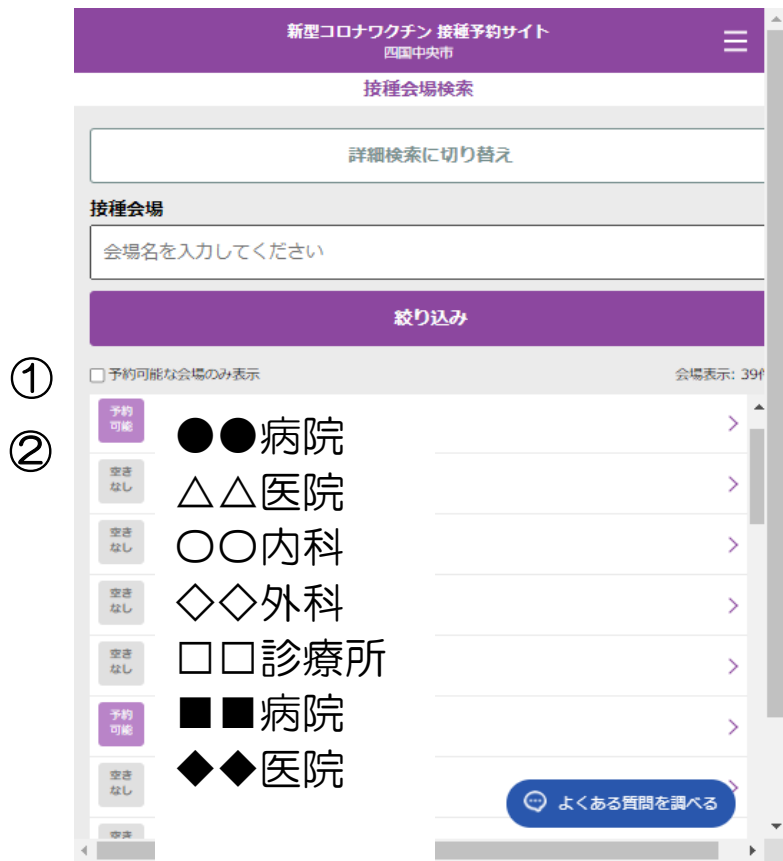 新型コロナワクチン 接種予約サイト
四国中央市
接種会場検索
詳細検索に切り替え
接種会場
会場名を入力してください
絞り込み
① 予約可能な会場のみ表示 会場表示: 39
②
予約
可能
●●病院
空き
なし
△△医院
空き
なし
〇〇内科
空き
なし
◇◇外科
空き
なし
□□診療所
予約
可能
■■病院
空き
なし
◆◆医院
よくある質問を調べる
空き